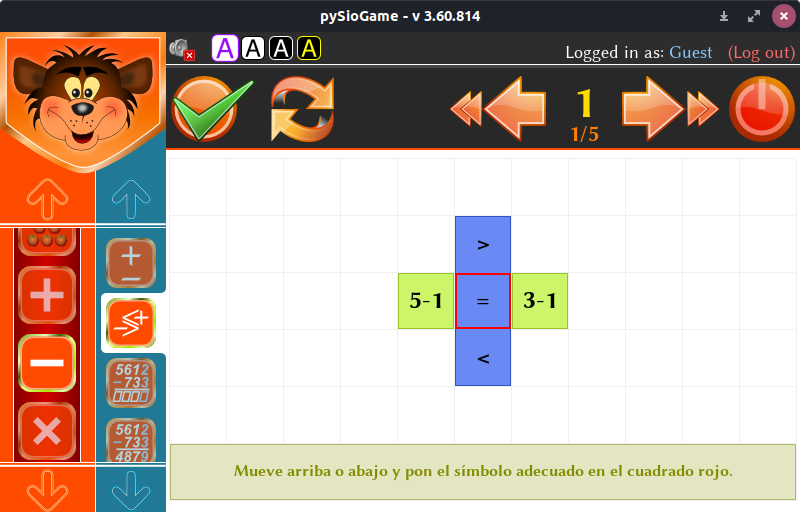 pySioGame - v 3.60.814
A A A A
Logged in as: Guest (Log out)
1
1/5
>
5-1 = 3-1
<
+
−
+
−
×
5612
-733
5612
-733
4879
Mueve arriba o abajo y pon el símbolo adecuado en el cuadrado rojo.